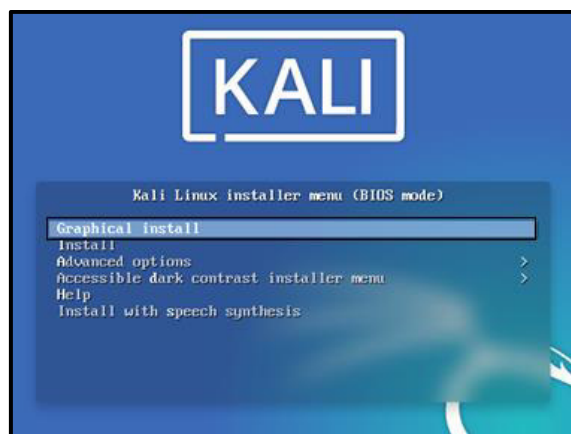 KALI
Kali Linux installer menu (BIOS mode)
Graphical install
Install
Advanced options >
Accessible dark contrast installer menu >
Help
Install with speech synthesis